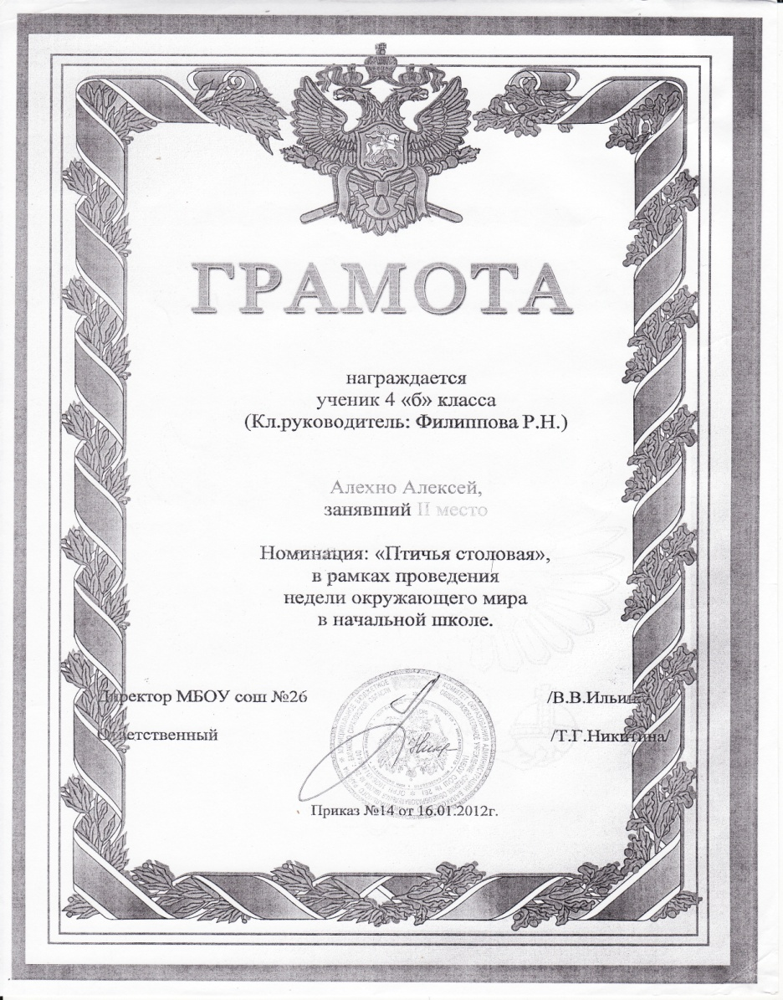 ГРАМОТА
награждается
ученик 4 «б» класса
(Кл.руководитель: Филиппова Р.Н.)
Алехно Алексей,
занявший II место
Номинация: «Птичья столовая»,
в рамках проведения
недели окружающего мира
в начальной школе.
Директор МБОУ сош №26 /В.В.Ильина/
Ответственный /Т.Г.Никитина/
Приказ №14 от 16.01.2012г.